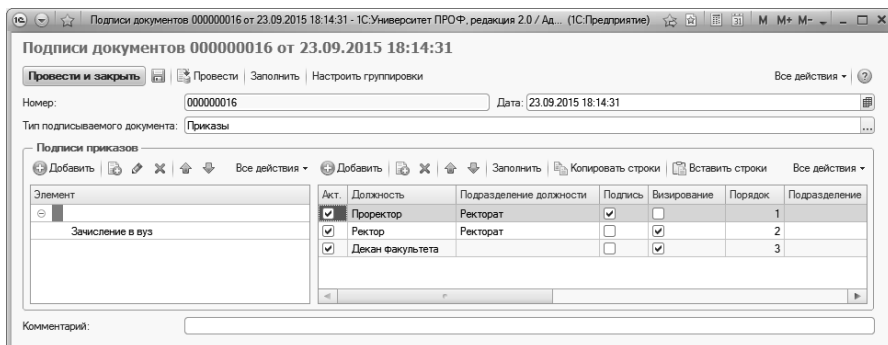 Подписи документов 000000016 от 23.09.2015 18:14:31 - 1С:Университет ПРОФ, редакция 2.0 / Ад... (1С:Предприятие) M M+ M-
Подписи документов 000000016 от 23.09.2015 18:14:31
Провести и закрыть Провести Заполнить Настроить группировки Все действия
Номер: 000000016 Дата: 23.09.2015 18:14:31
Тип подписываемого документа: Приказы
Подписи приказов
Добавить Все действия Добавить Заполнить Копировать строки Вставить строки Все действия
Элемент Акт. Должность Подразделение должности Подпись Визирование Порядок Подразделение
Проректор Ректорат 1
Зачисление в вуз Ректор Ректорат 2
Декан факультета 3
Комментарий: